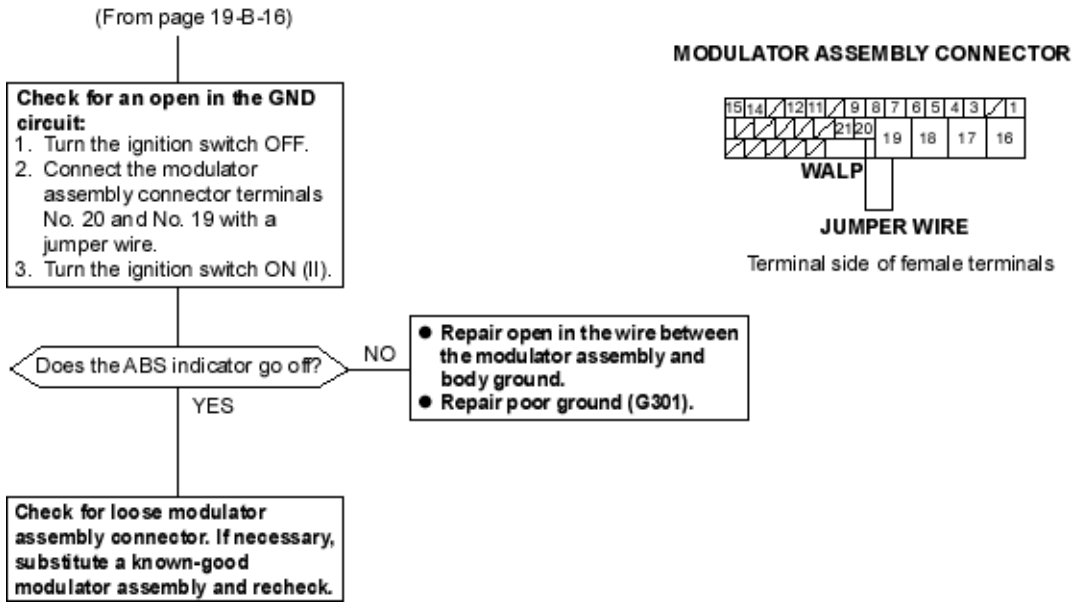 (From page 19-B-16)
Check for an open in the GND
circuit:
1. Turn the ignition switch OFF.
2. Connect the modulator
assembly connector terminals
No. 20 and No. 19 with a
jumper wire.
3. Turn the ignition switch ON (II).
Does the ABS indicator go off?
NO
● Repair open in the wire between
the modulator assembly and
body ground.
● Repair poor ground (G301).
YES
Check for loose modulator
assembly connector. If necessary,
substitute a known-good
modulator assembly and recheck.
MODULATOR ASSEMBLY CONNECTOR
15 14 12 11 9 8 7 6 5 4 3 1
21 20 19 18 17 16
WALP
JUMPER WIRE
Terminal side of female terminals